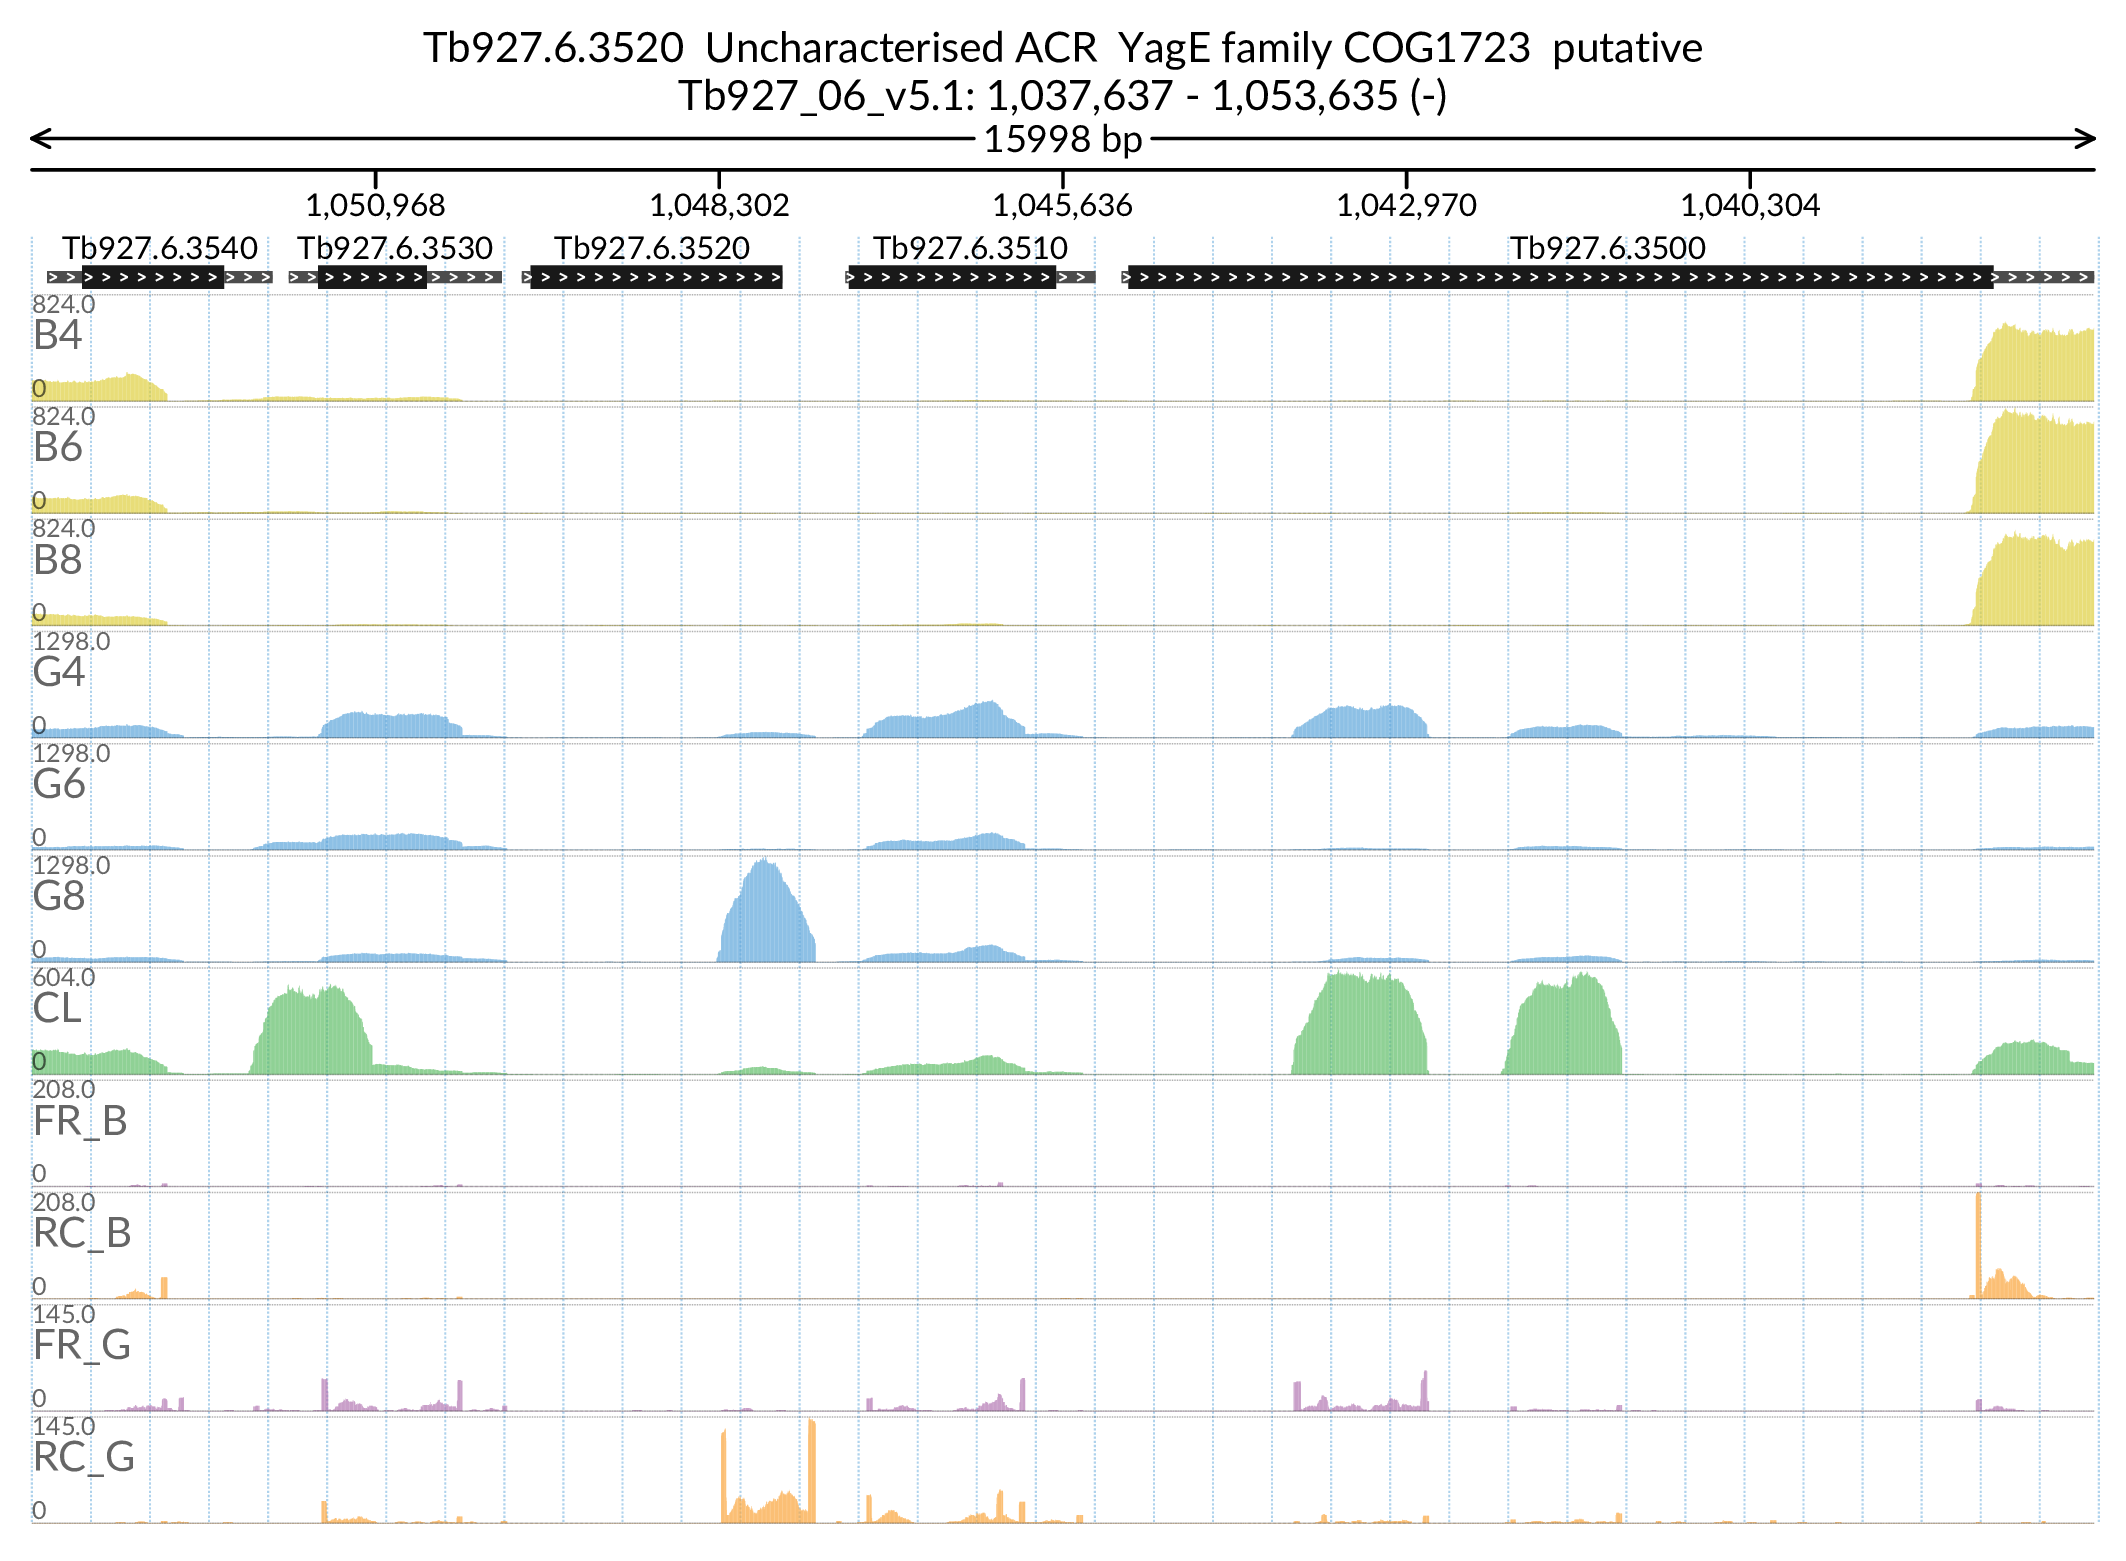 Tb927.6.3520  Uncharacterised ACR  YagE family COG1723  putative
Tb927_06_v5.1: 1,037,637 - 1,053,635 (-)
15998 bp
1,050,968 1,048,302 1,045,636 1,042,970 1,040,304
Tb927.6.3540 Tb927.6.3530 Tb927.6.3520 Tb927.6.3510 Tb927.6.3500
824.0
B4
0
824.0
B6
0
824.0
B8
0
1298.0
G4
0
1298.0
G6
0
1298.0
G8
0
604.0
CL
0
208.0
FR_B
0
208.0
RC_B
0
145.0
FR_G
0
145.0
RC_G
0